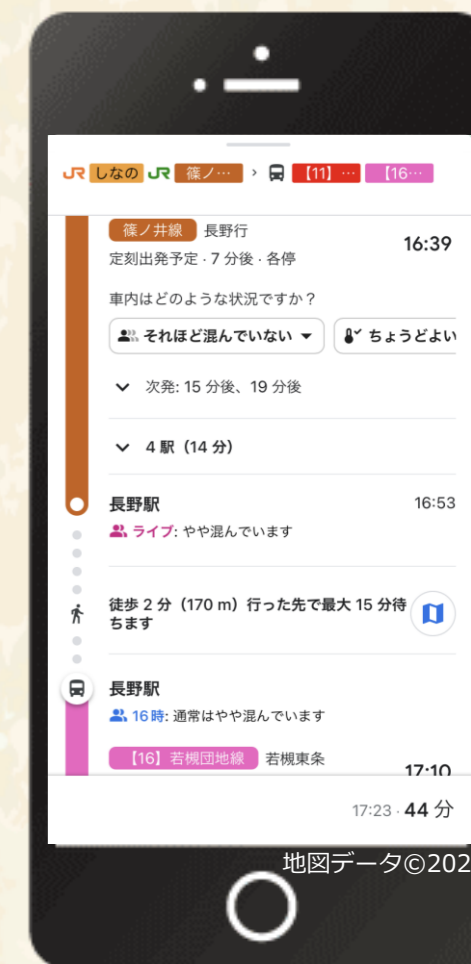 JR しなの JR 篠ノ… › 【11】… 【16…
篠ノ井線 長野行
16:39
定刻出発予定 · 7 分後 · 各停
車内はどのような状況ですか？
それほど混んでいない ちょうどよい
次発: 15 分後、19 分後
4 駅（14 分）
長野駅 16:53
ライブ: やや混んでいます
徒歩 2 分（170 m）行った先で最大 15 分待
ちます
長野駅
16 時: 通常はやや混んでいます
【16】若槻団地線 若槻東条
17:10
17:23 · 44 分
地図データ©202